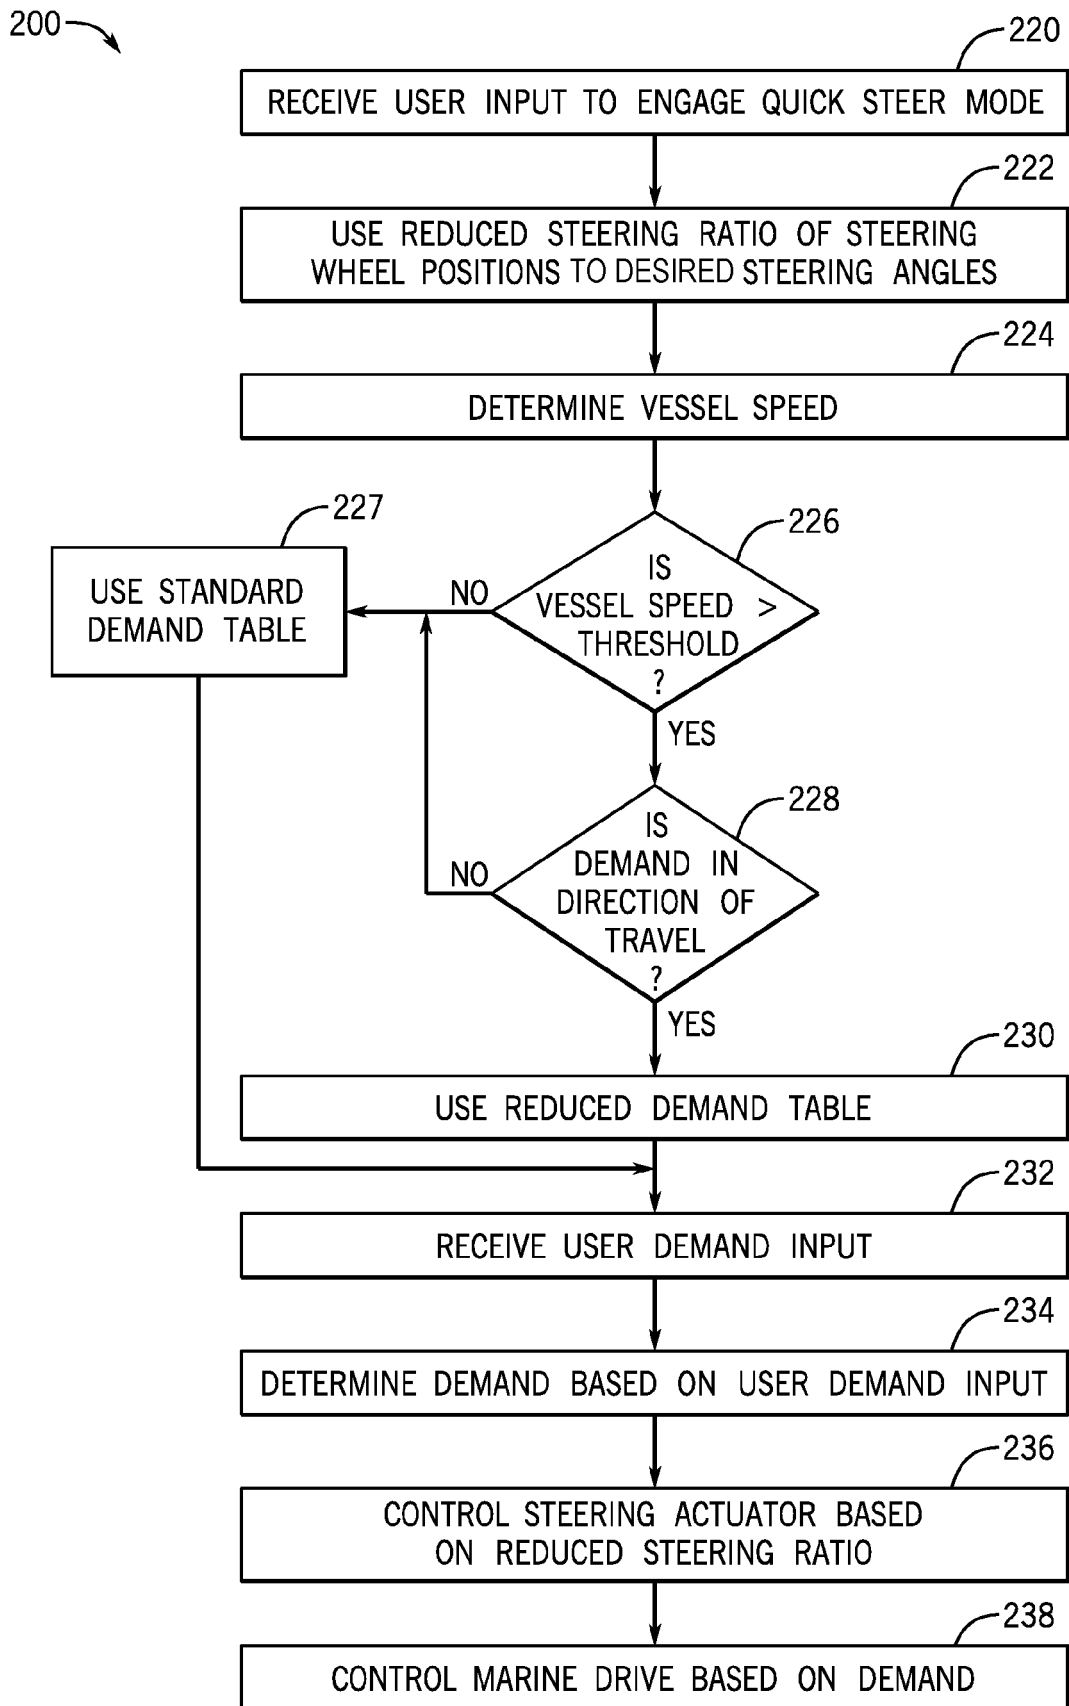 200
220
RECEIVE USER INPUT TO ENGAGE QUICK STEER MODE
222
USE REDUCED STEERING RATIO OF STEERING
WHEEL POSITIONS TO DESIRED STEERING ANGLES
224
DETERMINE VESSEL SPEED
227
USE STANDARD
DEMAND TABLE
226
IS
VESSEL SPEED >
THRESHOLD
?
NO
YES
228
IS
DEMAND IN
DIRECTION OF
TRAVEL
?
NO
YES
230
USE REDUCED DEMAND TABLE
232
RECEIVE USER DEMAND INPUT
234
DETERMINE DEMAND BASED ON USER DEMAND INPUT
236
CONTROL STEERING ACTUATOR BASED
ON REDUCED STEERING RATIO
238
CONTROL MARINE DRIVE BASED ON DEMAND